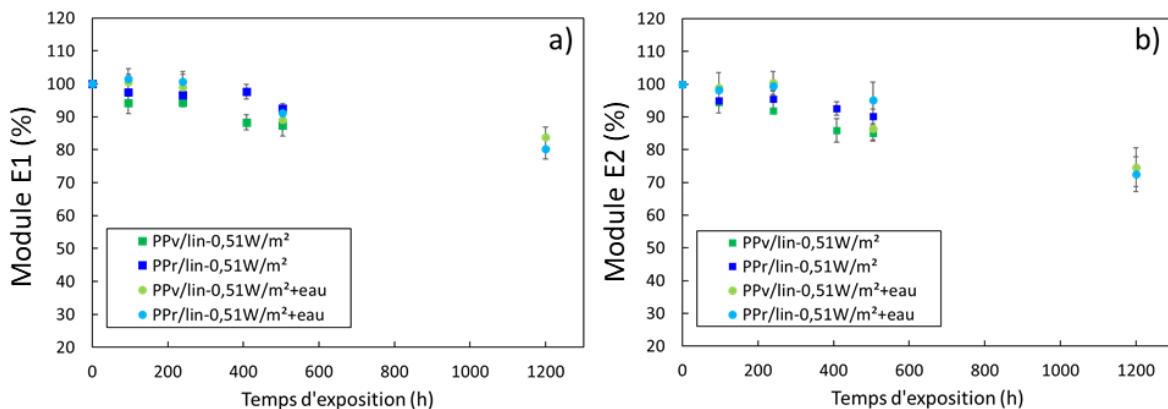 a)
Module E1 (%)
120
110
100
90
80
70
60
50
40
30
20
PPv/lin-0,51W/m²
PPr/lin-0,51W/m²
PPv/lin-0,51W/m²+eau
PPr/lin-0,51W/m²+eau
0 200 400 600 800 1000 1200
Temps d'exposition (h)
b)
Module E2 (%)
120
110
100
90
80
70
60
50
40
30
20
PPv/lin-0,51W/m²
PPr/lin-0,51W/m²
PPv/lin-0,51W/m²+eau
PPr/lin-0,51W/m²+eau
0 200 400 600 800 1000 1200
Temps d'exposition (h)